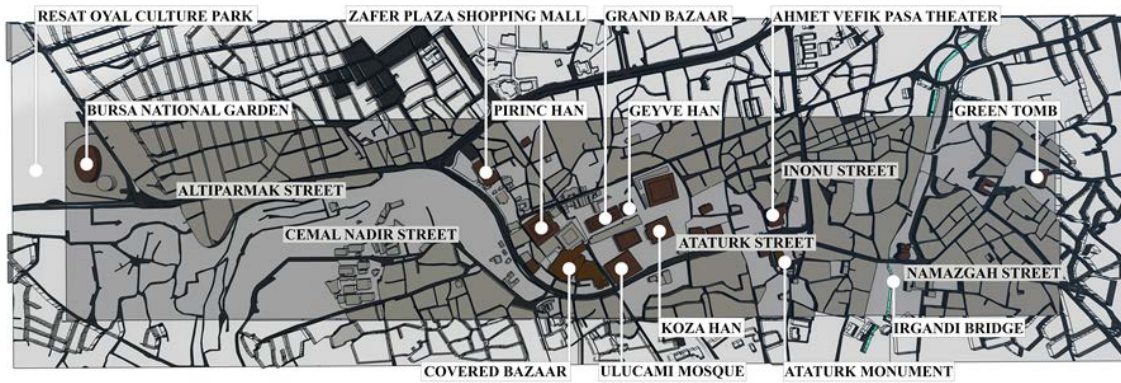 RESAT OYAL CULTURE PARK
ZAFER PLAZA SHOPPING MALL
GRAND BAZAAR
AHMET VEFIK PASA THEATER
BURSA NATIONAL GARDEN
PIRINC HAN
GEYVE HAN
GREEN TOMB
ALTIPARMAK STREET
INONU STREET
CEMAL NADIR STREET
ATATURK STREET
NAMAZGAH STREET
KOZA HAN
IRGANDI BRIDGE
COVERED BAZAAR
ULUCAMI MOSQUE
ATATURK MONUMENT